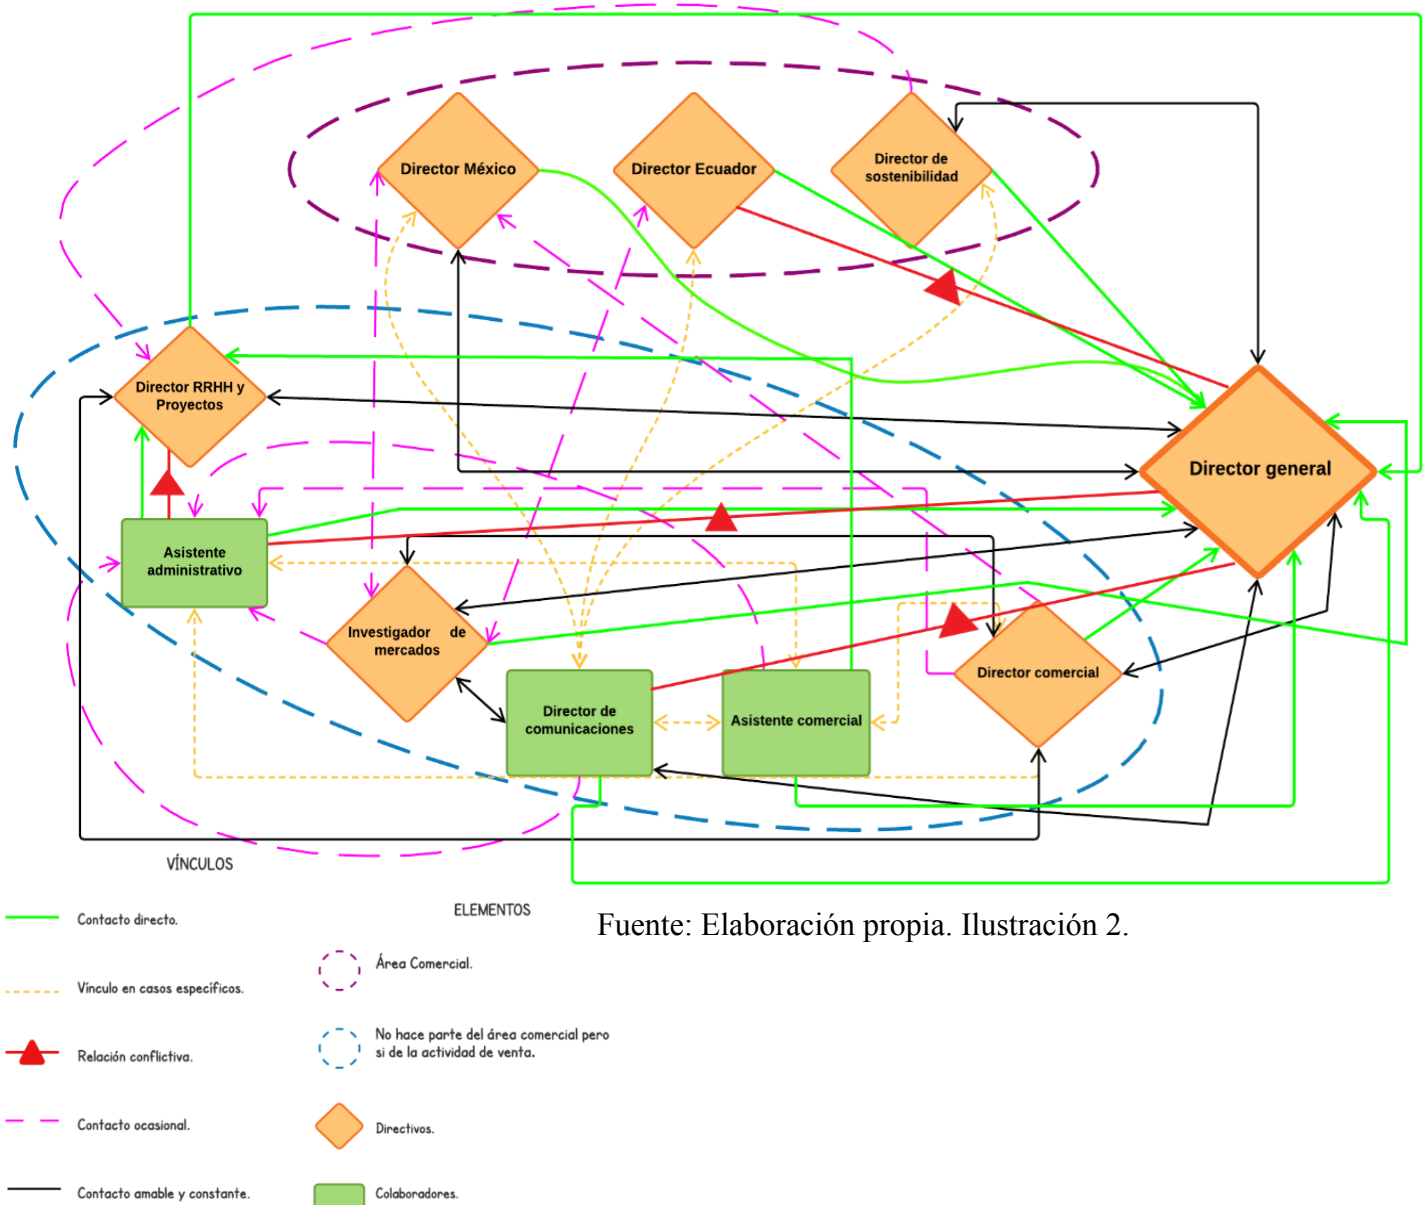 Director México
Director Ecuador
Director de
sostenibilidad
Director RRHH y
Proyectos
Director general
Asistente
administrativo
Investigador de
mercados
Director de
comunicaciones
Asistente comercial
Director comercial
VÍNCULOS
Contacto directo.
Vínculo en casos específicos.
Relación conflictiva.
Contacto ocasional.
Contacto amable y constante.
ELEMENTOS
Área Comercial.
No hace parte del área comercial pero
si de la actividad de venta.
Directivos.
Colaboradores.
Fuente: Elaboración propia. Ilustración 2.